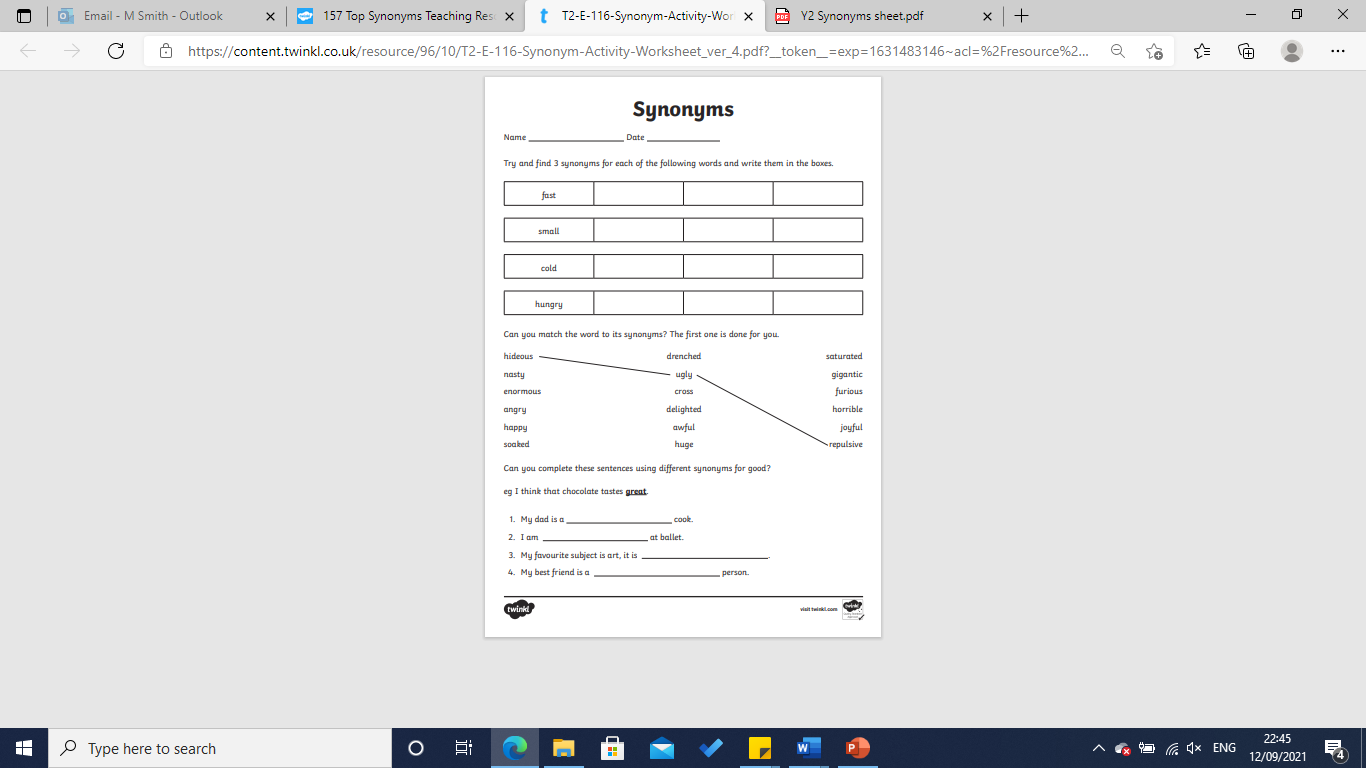 Email - M Smith - Outlook
157 Top Synonyms Teaching Res
T2-E-116-Synonym-Activity-Wor
PDF
Y2 Synonyms sheet.pdf
https://content.twinkl.co.uk/resource/96/10/T2-E-116-Synonym-Activity-Worksheet_ver_4.pdf?__token__=exp=1631483146~acl=%2Fresource%2...
Synonyms
Name Date
Try and find 3 synonyms for each of the following words and write them in the boxes.
fast
small
cold
hungry
Can you match the word to its synonyms? The first one is done for you.
hideous drenched saturated
nasty ugly gigantic
enormous cross furious
angry delighted horrible
happy awful joyful
soaked huge repulsive
Can you complete these sentences using different synonyms for good?
eg I think that chocolate tastes great.
1. My dad is a cook.
2. I am at ballet.
3. My favourite subject is art, it is .
4. My best friend is a person.
twinkl visit twinkl.com twinkl
Type here to search
ENG
22:45
12/09/2021
4